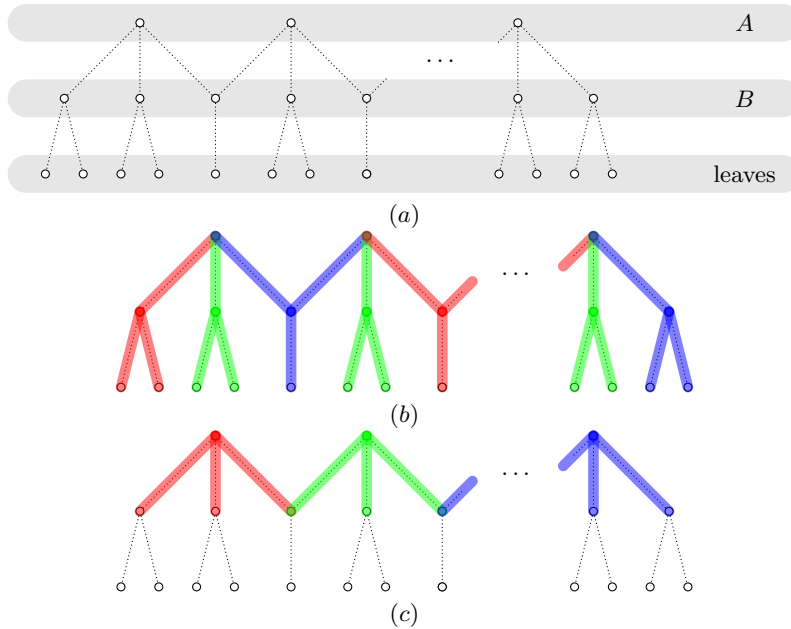 A
. . .
B
leaves
(a)
. . .
(b)
. . .
(c)